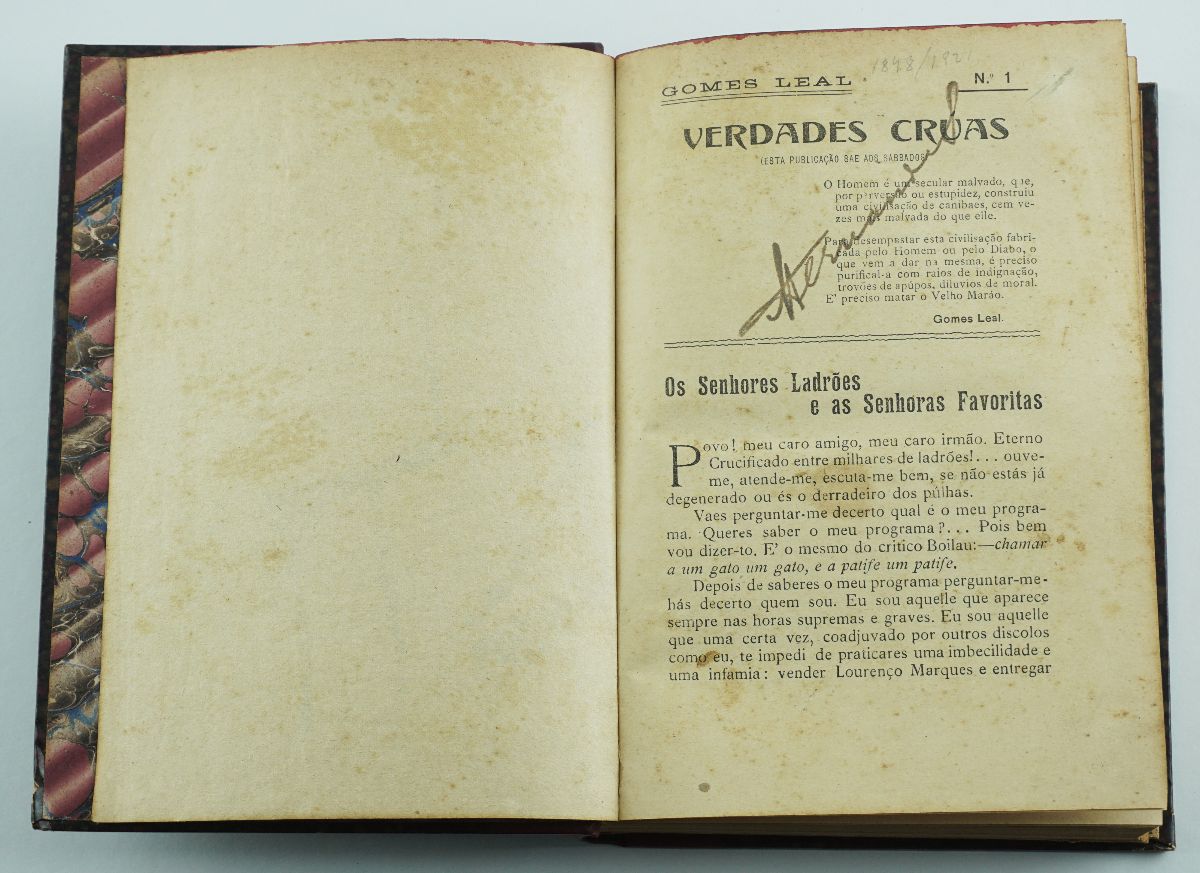 GOMES LEAL
N.º 1
VERDADES CRUAS
(ESTA PUBLICAÇÃO SAE AOS SABBADOS)
O Homem é um secular malvado, que,
por perversão ou estupidez, construiu
uma civilisação de canibaes, cem ve-
zes mais malvada do que elle.
Para desempastar esta civilisação fabri-
cada pelo Homem ou pelo Diabo, o
que vem a dar na mesma, é preciso
purifical-a com raios de indignação,
trovões de apúpos, diluvios de moral.
E' preciso matar o Velho Marão.
Gomes Leal.
Os Senhores Ladrões
e as Senhoras Favoritas
Povo! meu caro amigo, meu caro irmão. Eterno
Crucificado entre milhares de ladrões!... ouve-
me, atende-me, escuta-me bem, se não estás já
degenerado ou és o derradeiro dos púlhas.
Vaes perguntar-me decerto qual é o meu progra-
ma. Queres saber o meu programa?... Pois bem
vou dizer-to. E' o mesmo do critico Boilau:—chamar
a um gato um gato, e a patife um patife.
Depois de saberes o meu programa perguntar-me-
hás decerto quem sou. Eu sou aquelle que aparece
sempre nas horas supremas e graves. Eu sou aquelle
que uma certa vez, coadjuvado por outros discolos
como eu, te impedi de praticares uma imbecilidade e
uma infamia: vender Lourenço Marques e entregar